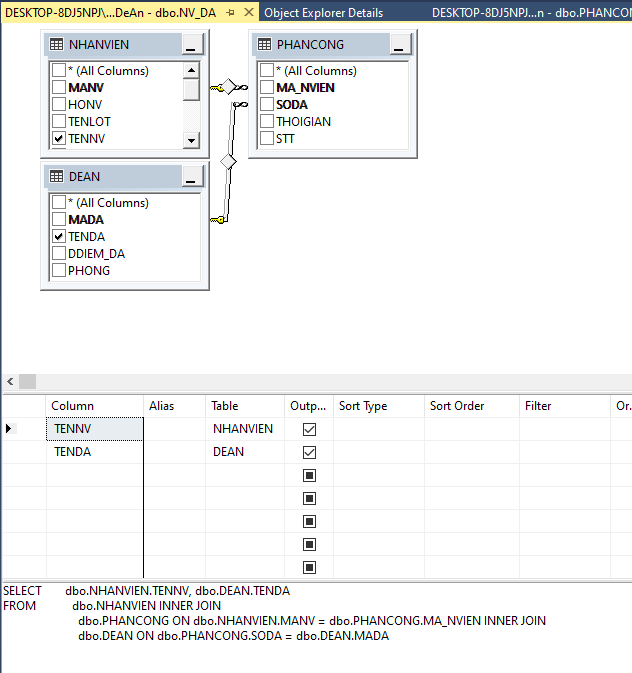 DESKTOP-8DJ5NPJ\...DeAn - dbo.NV_DA Object Explorer Details DESKTOP-8DJ5NPJ...n - dbo.PHANCONG
NHANVIEN
* (All Columns)
MANV
HONV
TENLOT
TENNV
PHANCONG
* (All Columns)
MA_NVIEN
SODA
THOIGIAN
STT
DEAN
* (All Columns)
MADA
TENDA
DDIEM_DA
PHONG
Column Alias Table Outp... Sort Type Sort Order Filter Or...
TENNV NHANVIEN
TENDA DEAN
SELECT dbo.NHANVIEN.TENNV, dbo.DEAN.TENDA
FROM dbo.NHANVIEN INNER JOIN
dbo.PHANCONG ON dbo.NHANVIEN.MANV = dbo.PHANCONG.MA_NVIEN INNER JOIN
dbo.DEAN ON dbo.PHANCONG.SODA = dbo.DEAN.MADA